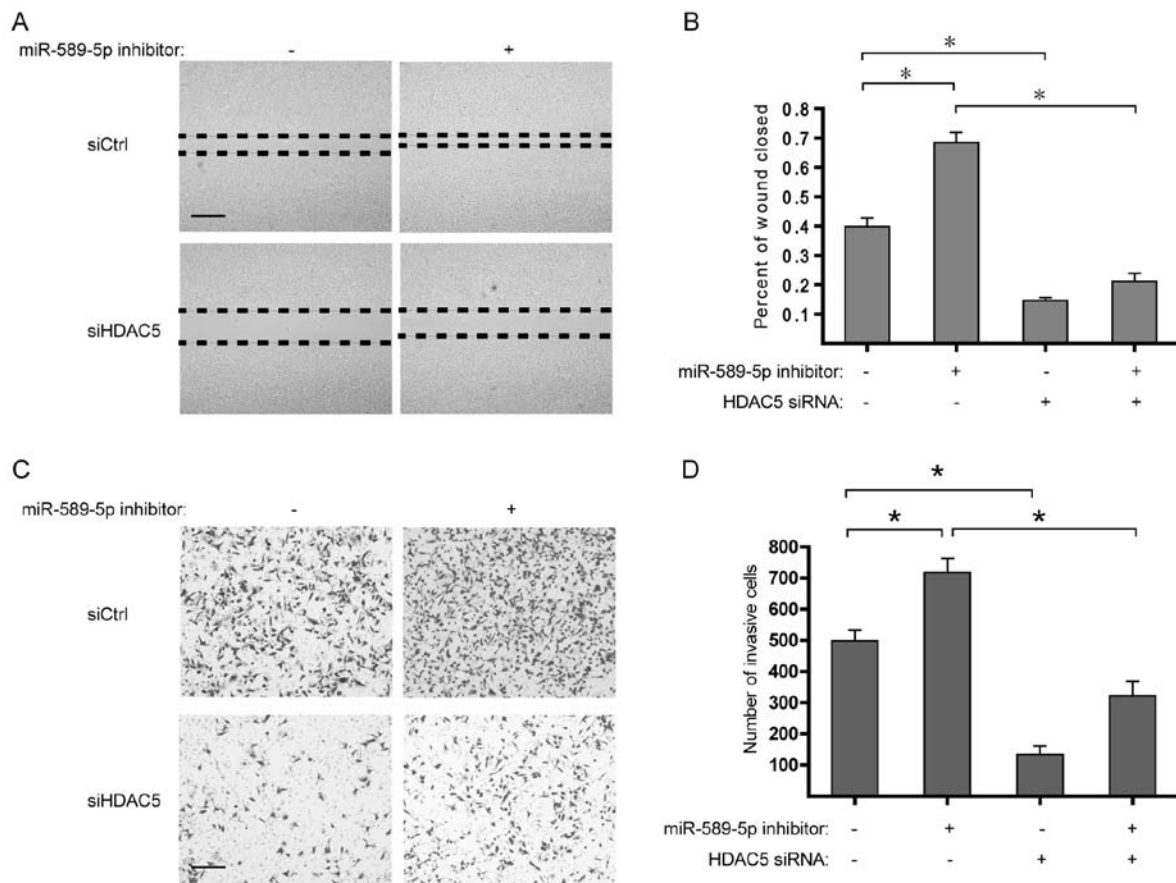 A
miR-589-5p inhibitor: - +
siCtrl
siHDAC5
B
* 
*
*
Percent of wound closed
0.8
0.7
0.6
0.5
0.4
0.3
0.2
0.1
miR-589-5p inhibitor: - + - +
HDAC5 siRNA: - - + +
C
miR-589-5p inhibitor: - +
siCtrl
siHDAC5
D
*
*
*
Number of invasive cells
800
700
600
500
400
300
200
100
miR-589-5p inhibitor: - + - +
HDAC5 siRNA: - - + +